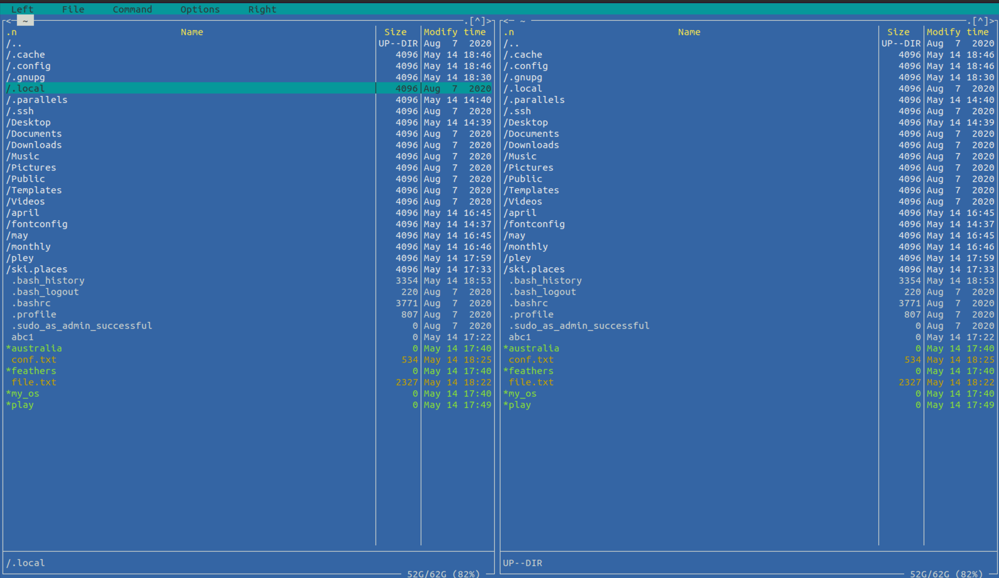 Left File Command Options Right
<- ~ .[^]>
.n Name Size Modify time
/.. UP--DIR Aug 7 2020
/.cache 4096 May 14 18:46
/.config 4096 May 14 18:46
/.gnupg 4096 May 14 18:30
/.local 4096 Aug 7 2020
/.parallels 4096 May 14 14:40
/.ssh 4096 Aug 7 2020
/Desktop 4096 May 14 14:39
/Documents 4096 Aug 7 2020
/Downloads 4096 Aug 7 2020
/Music 4096 Aug 7 2020
/Pictures 4096 Aug 7 2020
/Public 4096 Aug 7 2020
/Templates 4096 Aug 7 2020
/Videos 4096 Aug 7 2020
/april 4096 May 14 16:45
/fontconfig 4096 May 14 14:37
/may 4096 May 14 16:45
/monthly 4096 May 14 16:46
/pley 4096 May 14 17:59
/ski.places 4096 May 14 17:33
.bash_history 3354 May 14 18:53
.bash_logout 220 Aug 7 2020
.bashrc 3771 Aug 7 2020
.profile 807 Aug 7 2020
.sudo_as_admin_successful 0 Aug 7 2020
abc1 0 May 14 17:22
*australia 0 May 14 17:40
conf.txt 534 May 14 18:25
*feathers 0 May 14 17:40
file.txt 2327 May 14 18:22
*my_os 0 May 14 17:40
*play 0 May 14 17:49
/.local
52G/62G (82%)
<- ~ .[^]>
.n Name Size Modify time
/.. UP--DIR Aug 7 2020
/.cache 4096 May 14 18:46
/.config 4096 May 14 18:46
/.gnupg 4096 May 14 18:30
/.local 4096 Aug 7 2020
/.parallels 4096 May 14 14:40
/.ssh 4096 Aug 7 2020
/Desktop 4096 May 14 14:39
/Documents 4096 Aug 7 2020
/Downloads 4096 Aug 7 2020
/Music 4096 Aug 7 2020
/Pictures 4096 Aug 7 2020
/Public 4096 Aug 7 2020
/Templates 4096 Aug 7 2020
/Videos 4096 Aug 7 2020
/april 4096 May 14 16:45
/fontconfig 4096 May 14 14:37
/may 4096 May 14 16:45
/monthly 4096 May 14 16:46
/pley 4096 May 14 17:59
/ski.places 4096 May 14 17:33
.bash_history 3354 May 14 18:53
.bash_logout 220 Aug 7 2020
.bashrc 3771 Aug 7 2020
.profile 807 Aug 7 2020
.sudo_as_admin_successful 0 Aug 7 2020
abc1 0 May 14 17:22
*australia 0 May 14 17:40
conf.txt 534 May 14 18:25
*feathers 0 May 14 17:40
file.txt 2327 May 14 18:22
*my_os 0 May 14 17:40
*play 0 May 14 17:49
UP--DIR
52G/62G (82%)